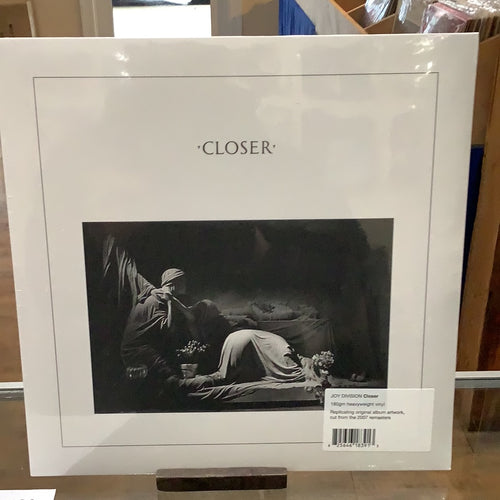 ·CLOSER·
JOY DIVISION Closer
180gm heavyweight vinyl
Replicating original album artwork,
cut from the 2007 remasters